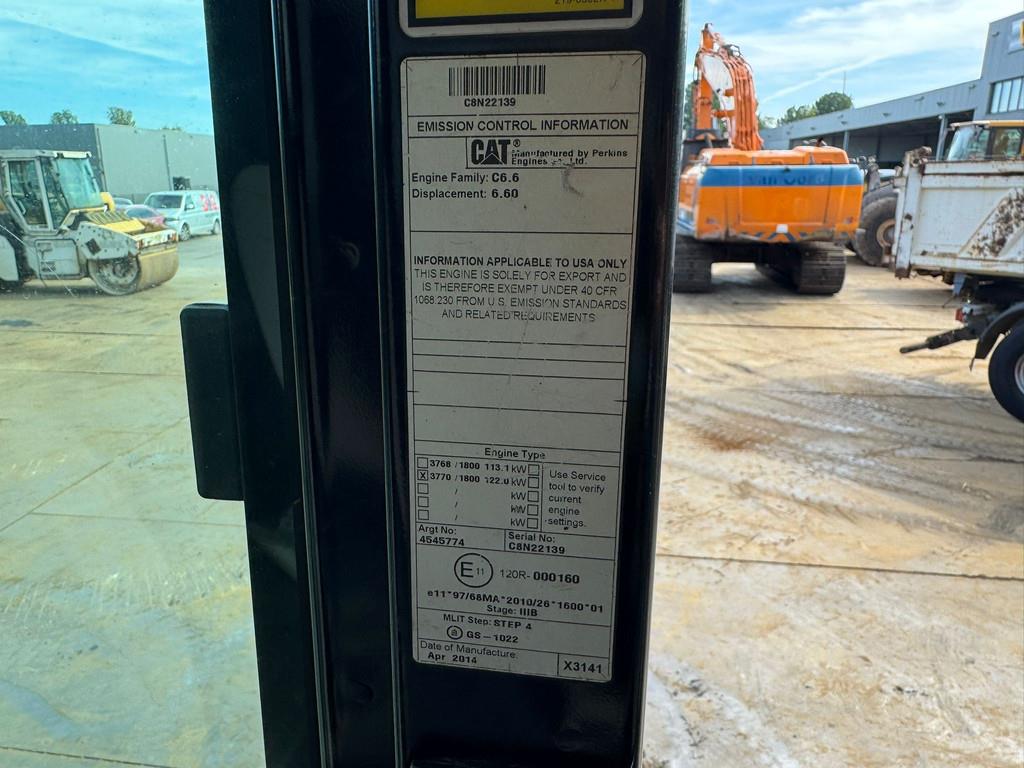 C8N22139
EMISSION CONTROL INFORMATION
CAT® Manufactured by Perkins
Engines Co., Ltd.
Engine Family: C6.6
Displacement: 6.60
INFORMATION APPLICABLE TO USA ONLY
THIS ENGINE IS SOLELY FOR EXPORT AND
IS THEREFORE EXEMPT UNDER 40 CFR
1068.230 FROM U.S. EMISSION STANDARDS
AND RELATED REQUIREMENTS
Engine Type
3768 /1800 113.1 kW
X 3770 /1800 122.0 kW
/ kW
/ kW
/ kW
Use Service
tool to verify
current
engine
settings.
Argt No:
4545774
Serial No:
C8N22139
E 11 120R-000160
e11*97/68MA*2010/26*1600*01
Stage: IIIB
MLIT Step: STEP 4
a GS-1022
Date of Manufacture:
Apr 2014
X3141